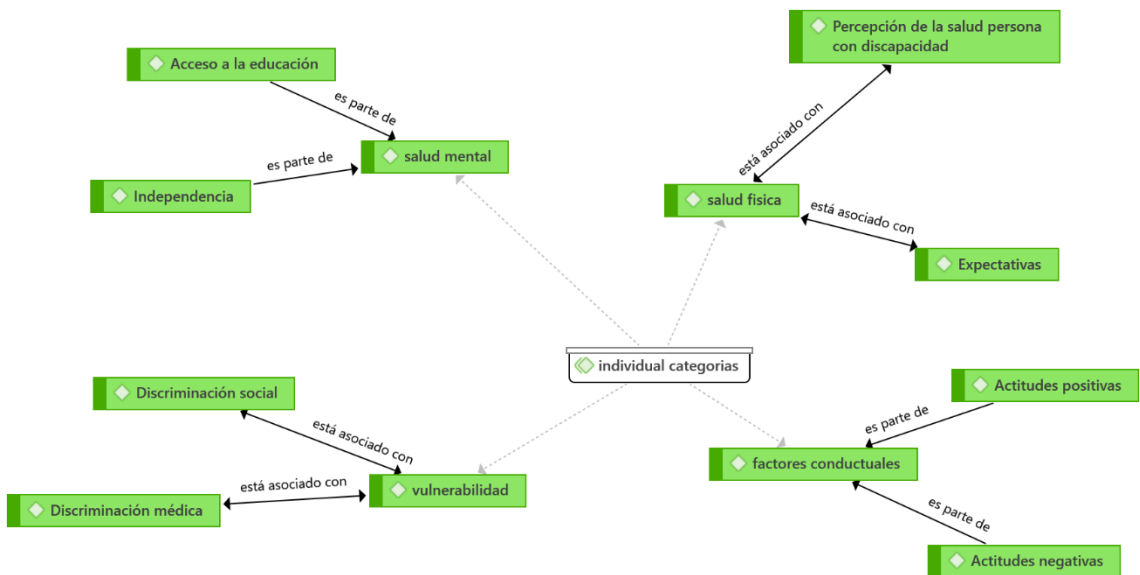 Percepción de la salud persona
con discapacidad
Acceso a la educación
es parte de
está asociado con
salud mental
es parte de
Independencia
salud fisica
está asociado con
Expectativas
individual categorias
Discriminación social
Actitudes positivas
es parte de
está asociado con
factores conductuales
vulnerabilidad
está asociado con
Discriminación médica
es parte de
Actitudes negativas